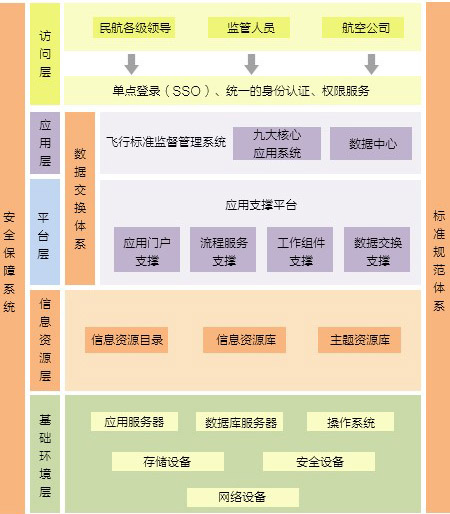 安全保障系统
访问层
民航各级领导
监管人员
航空公司
单点登录（SSO）、统一的身份认证、权限服务
应用层
数据交换体系
飞行标准监督管理系统
九大核心
应用系统
数据中心
平台层
应用支撑平台
应用门户
支撑
流程服务
支撑
工作组件
支撑
数据交换
支撑
信息资源层
信息资源目录
信息资源库
主题资源库
基础环境层
应用服务器
数据库服务器
操作系统
存储设备
安全设备
网络设备
标准规范体系